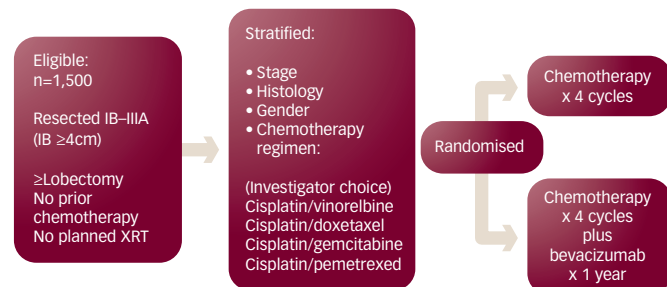 Eligible:
n=1,500
Resected IB–IIIA
(IB ≥4cm)
≥Lobectomy
No prior
chemotherapy
No planned XRT
Stratified:
• Stage
• Histology
• Gender
• Chemotherapy
regimen:
(Investigator choice)
Cisplatin/vinorelbine
Cisplatin/doxetaxel
Cisplatin/gemcitabine
Cisplatin/pemetrexed
Randomised
Chemotherapy
x 4 cycles
Chemotherapy
x 4 cycles
plus
bevacizumab
x 1 year